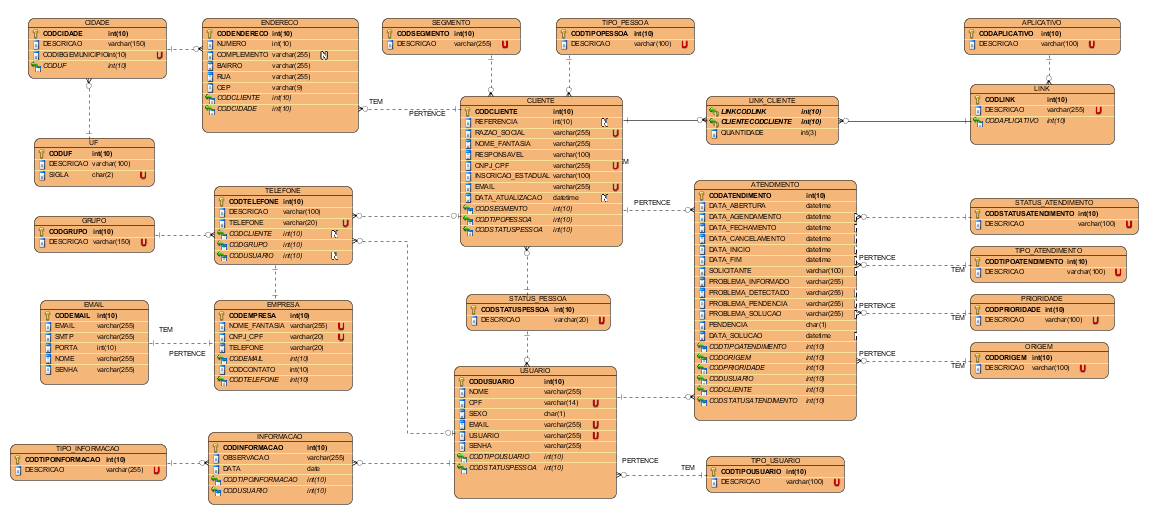 CIDADE
CODCIDADE int(10)
DESCRICAO varchar(150)
CODIBGEMUNICIPIO int(10) U
CODUF int(10)
ENDERECO
CODENDERECO int(10)
NUMERO int(10)
COMPLEMENTO varchar(255) N
BAIRRO varchar(255)
RUA varchar(255)
CEP varchar(9)
CODCLIENTE int(10)
CODCIDADE int(10)
SEGMENTO
CODSEGMENTO int(10)
DESCRICAO varchar(255) U
TIPO_PESSOA
CODTIPOPESSOA int(10)
DESCRICAO varchar(100) U
APLICATIVO
CODAPLICATIVO int(10)
DESCRICAO varchar(100) U
TEM
PERTENCE
CLIENTE
CODCLIENTE int(10)
REFERENCIA int(10) N
RAZAO_SOCIAL varchar(255) U
NOME_FANTASIA varchar(255)
RESPONSAVEL varchar(100)
CNPJ_CPF varchar(255) U
INSCRICAO_ESTADUAL varchar(100)
EMAIL varchar(255) U
DATA_ATUALIZACAO datetime N
CODSEGMENTO int(10)
CODTIPOPESSOA int(10)
CODSTATUSPESSOA int(10)
LINK_CLIENTE
LINKCODLINK int(10)
CLIENTECODCLIENTE int(10)
QUANTIDADE int(3)
LINK
CODLINK int(10)
DESCRICAO varchar(255) U
CODAPLICATIVO int(10)
UF
CODUF int(10)
DESCRICAO varchar(100)
SIGLA char(2) U
TELEFONE
CODTELEFONE int(10)
DESCRICAO varchar(100)
TELEFONE varchar(20) U
CODCLIENTE int(10) N
CODGRUPO int(10)
CODUSUARIO int(10) N
GRUPO
CODGRUPO int(10)
DESCRICAO varchar(150) U
PERTENCE
ATENDIMENTO
CODATENDIMENTO int(10)
DATA_ABERTURA datetime
DATA_AGENDAMENTO datetime
DATA_FECHAMENTO datetime
DATA_CANCELAMENTO datetime
DATA_INICIO datetime
DATA_FIM datetime
SOLICITANTE varchar(100)
PROBLEMA_INFORMADO varchar(255)
PROBLEMA_DETECTADO varchar(255)
PROBLEMA_PENDENCIA varchar(255)
PROBLEMA_SOLUCAO varchar(255)
PENDENCIA char(1)
DATA_SOLUCAO datetime
CODTIPOATENDIMENTO int(10)
CODORIGEM int(10)
CODPRIORIDADE int(10)
CODUSUARIO int(10)
CODCLIENTE int(10)
CODSTATUSATENDIMENTO int(10)
STATUS_ATENDIMENTO
CODSTATUSATENDIMENTO int(10)
DESCRICAO varchar(100) U
PERTENCE
TEM
TIPO_ATENDIMENTO
CODTIPOATENDIMENTO int(10)
DESCRICAO varchar(100) U
PERTENCE
TEM
PRIORIDADE
CODPRIORIDADE int(10)
DESCRICAO varchar(100) U
PERTENCE
TEM
ORIGEM
CODORIGEM int(10)
DESCRICAO varchar(100) U
EMAIL
CODEMAIL int(10)
EMAIL varchar(255)
SMTP varchar(255)
PORTA int(10)
NOME varchar(255)
SENHA varchar(255)
TEM
PERTENCE
EMPRESA
CODEMPRESA int(10)
NOME_FANTASIA varchar(255) U
CNPJ_CPF varchar(20) U
TELEFONE varchar(20)
CODEMAIL int(10)
CODCONTATO int(10)
CODTELEFONE int(10)
STATUS_PESSOA
CODSTATUSPESSOA int(10)
DESCRICAO varchar(20) U
USUARIO
CODUSUARIO int(10)
NOME varchar(255)
CPF varchar(14) U
SEXO char(1)
EMAIL varchar(255) U
USUARIO varchar(255) U
SENHA varchar(255)
CODTIPOUSUARIO int(10)
CODSTATUSPESSOA int(10)
TIPO_INFORMACAO
CODTIPOINFORMACAO int(10)
DESCRICAO varchar(255) U
INFORMACAO
CODINFORMACAO int(10)
OBSERVACAO varchar(255)
DATA date
CODTIPOINFORMACAO int(10)
CODUSUARIO int(10)
PERTENCE
TEM
TIPO_USUARIO
CODTIPOUSUARIO int(10)
DESCRICAO varchar(100) U